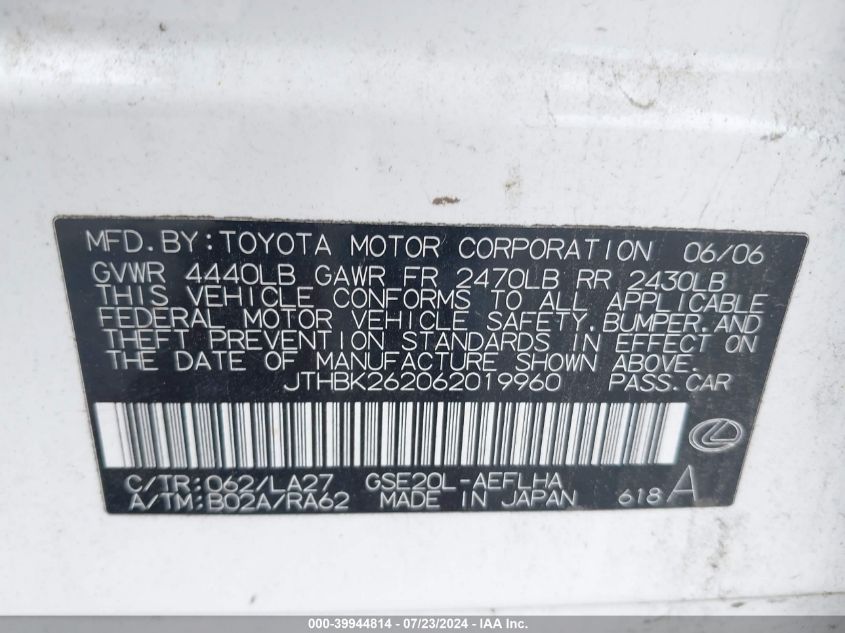 MFD.BY:TOYOTA MOTOR CORPORATION 06/06
GVWR 4440LB GAWR FR 2470LB RR 2430LB
THIS VEHICLE CONFORMS TO ALL APPLICABLE
FEDERAL MOTOR VEHICLE SAFETY.BUMPER.AND
THEFT PREVENTION STANDARDS IN EFFECT ON
THE DATE OF MANUFACTURE SHOWN ABOVE.
JTHBK262062019960 PASS.CAR
C/TR:062/LA27 GSE20L-AEFLHA
A/TM:B02A/RA62 MADE IN JAPAN 618 A
000-39944814 / 07/23/2024 - IAA Inc.